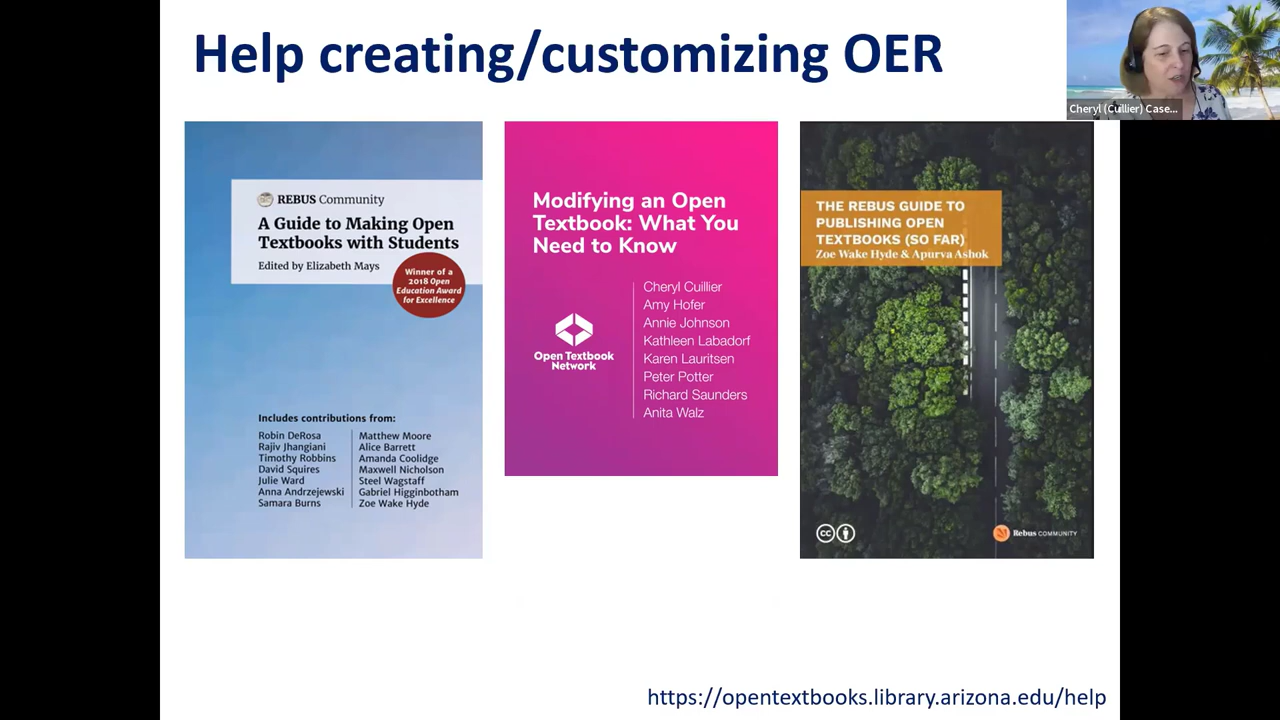 Help creating/customizing OER
Cheryl (Cuillier) Case...
REBUS Community
A Guide to Making Open
Textbooks with Students
Edited by Elizabeth Mays
Winner of a
2018 Open
Education Award
for Excellence
Includes contributions from:
Robin DeRosa
Rajiv Jhangiani
Timothy Robbins
David Squires
Julie Ward
Anna Andrzejewski
Samara Burns
Matthew Moore
Alice Barrett
Amanda Coolidge
Maxwell Nicholson
Steel Wagstaff
Gabriel Higginbotham
Zoe Wake Hyde
Modifying an Open
Textbook: What You
Need to Know
Open Textbook
Network
Cheryl Cuillier
Amy Hofer
Annie Johnson
Kathleen Labadorf
Karen Lauritsen
Peter Potter
Richard Saunders
Anita Walz
THE REBUS GUIDE TO
PUBLISHING OPEN
TEXTBOOKS (SO FAR)
Zoe Wake Hyde & Apurva Ashok
cc
Rebus COMMUNITY
https://opentextbooks.library.arizona.edu/help